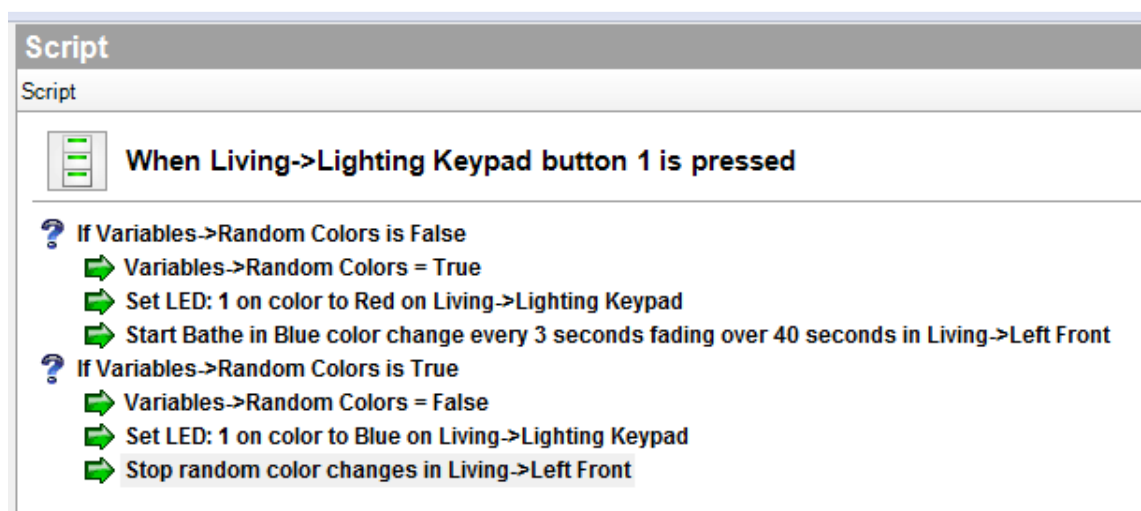 Script
Script
When Living->Lighting Keypad button 1 is pressed
If Variables->Random Colors is False
Variables->Random Colors = True
Set LED: 1 on color to Red on Living->Lighting Keypad
Start Bathe in Blue color change every 3 seconds fading over 40 seconds in Living->Left Front
If Variables->Random Colors is True
Variables->Random Colors = False
Set LED: 1 on color to Blue on Living->Lighting Keypad
Stop random color changes in Living->Left Front